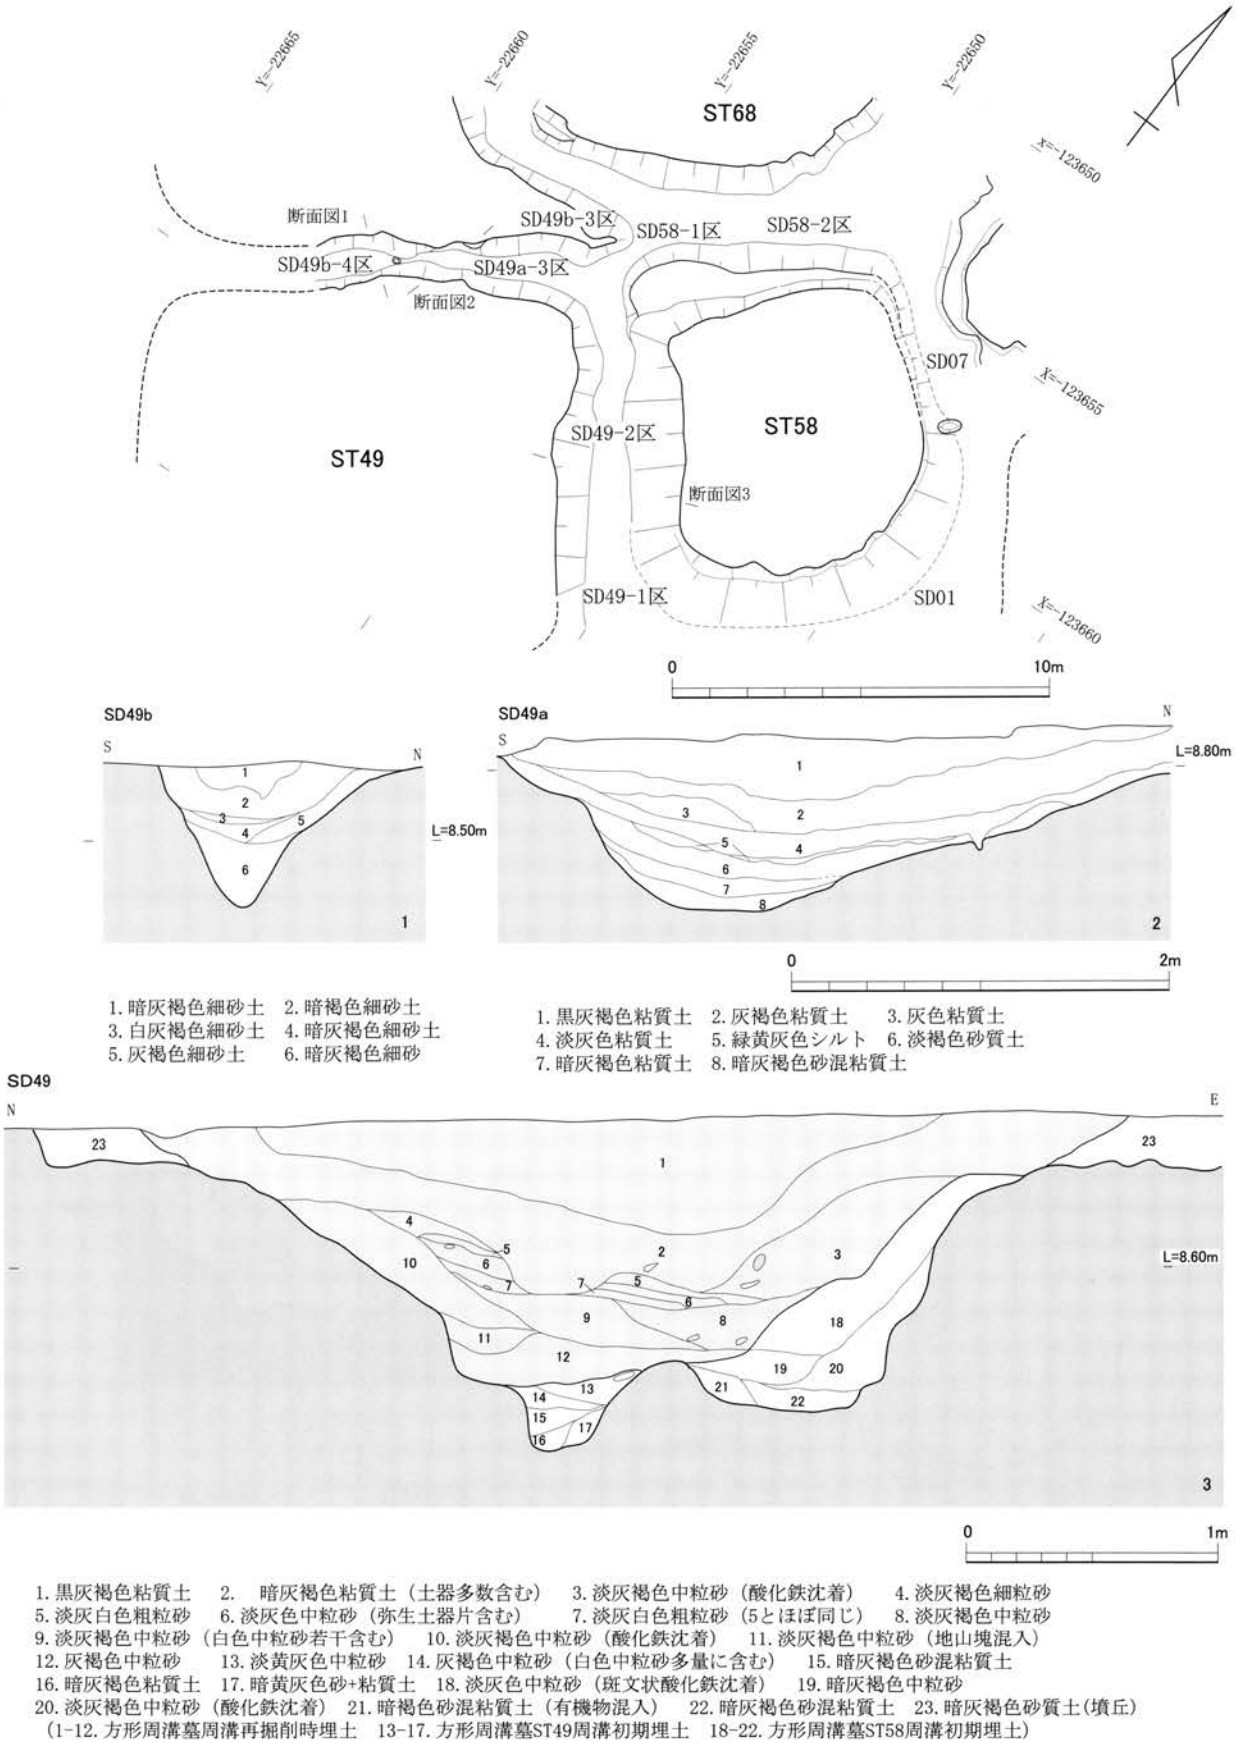 Y=-22665
Y=-22660
Y=-22655
Y=-22650
ST68
x=-123650
断面図1
SD49b-3区
SD58-1区
SD58-2区
SD49b-4区
SD49a-3区
断面図2
SD07
X=-123655
SD49-2区
ST58
ST49
断面図3
SD49-1区
SD01
X=-123660
0 10m
SD49b
S N
1
2
3
5
4
6
L=8.50m
1
SD49a
S N
L=8.80m
1
3
2
5
4
6
7
8
2
0 2m
1. 暗灰褐色細砂土 2. 暗褐色細砂土
3. 白灰褐色細砂土 4. 暗灰褐色細砂土
5. 灰褐色細砂土 6. 暗灰褐色細砂
1. 黒灰褐色粘質土 2. 灰褐色粘質土 3. 灰色粘質土
4. 淡灰色粘質土 5. 緑黄灰色シルト 6. 淡褐色砂質土
7. 暗灰褐色粘質土 8. 暗灰褐色砂混粘質土
SD49
N E
23 23
1
4
5 2 3
10 6
7 7 5
6
9 8 18
11
12 19 20
13 21
14 22
15 17
16
L=8.60m
3
0 1m
1. 黒灰褐色粘質土 2. 暗灰褐色粘質土（土器多数含む） 3. 淡灰褐色中粒砂（酸化鉄沈着） 4. 淡灰褐色細粒砂
5. 淡灰白色粗粒砂 6. 淡灰色中粒砂（弥生土器片含む） 7. 淡灰白色粗粒砂（5とほぼ同じ） 8. 淡灰褐色中粒砂
9. 淡灰褐色中粒砂（白色中粒砂若干含む） 10. 淡灰褐色中粒砂（酸化鉄沈着） 11. 淡灰褐色中粒砂（地山塊混入）
12. 灰褐色中粒砂 13. 淡黄灰色中粒砂 14. 灰褐色中粒砂（白色中粒砂多量に含む） 15. 暗灰褐色砂混粘質土
16. 暗灰褐色粘質土 17. 暗黄灰色砂+粘質土 18. 淡灰色中粒砂（斑文状酸化鉄沈着） 19. 暗灰褐色中粒砂
20. 淡灰褐色中粒砂（酸化鉄沈着） 21. 暗褐色砂混粘質土（有機物混入） 22. 暗灰褐色砂混粘質土 23. 暗灰褐色砂質土（墳丘）
（1-12. 方形周溝墓周溝再掘削時埋土 13-17. 方形周溝墓ST49周溝初期埋土 18-22. 方形周溝墓ST58周溝初期埋土）